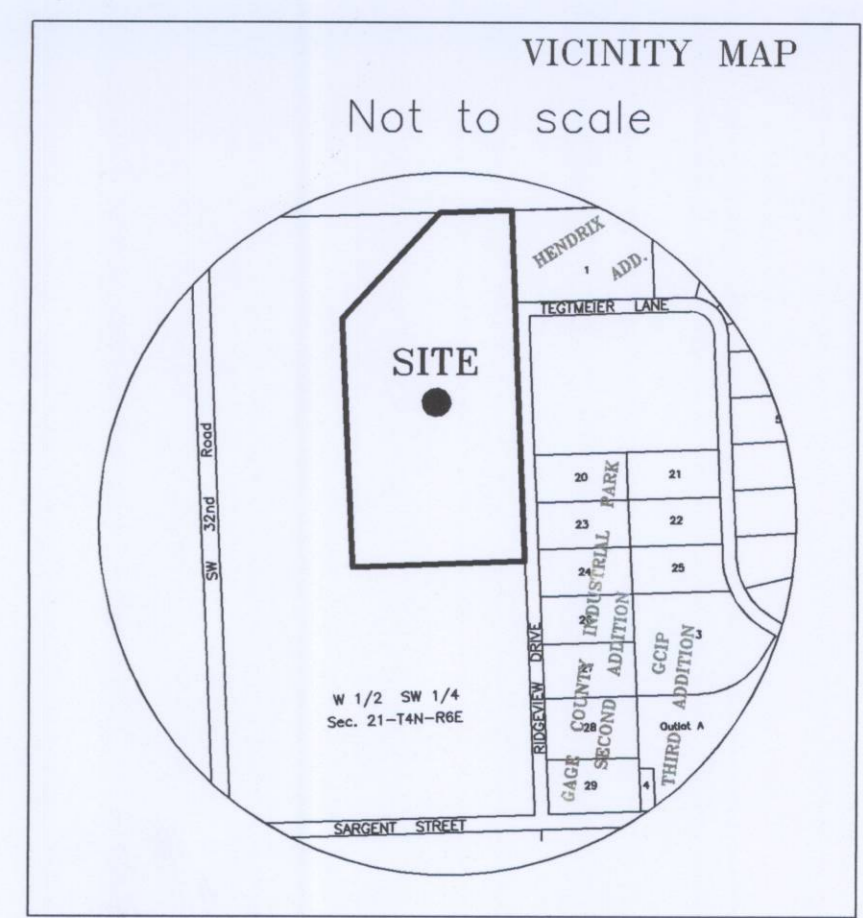 VICINITY MAP
Not to scale
HENDRIX
ADD.
1
TEGTMEIER LANE
SITE
SW 32nd Road
20
21
23
22
24
25
26
3
28
29
4
Outlot A
GAGE COUNTY INDUSTRIAL PARK
SECOND ADDITION
GCIP
THIRD ADDITION
RIDGEVIEW DRIVE
W 1/2 SW 1/4
Sec. 21-T4N-R6E
SARGENT STREET